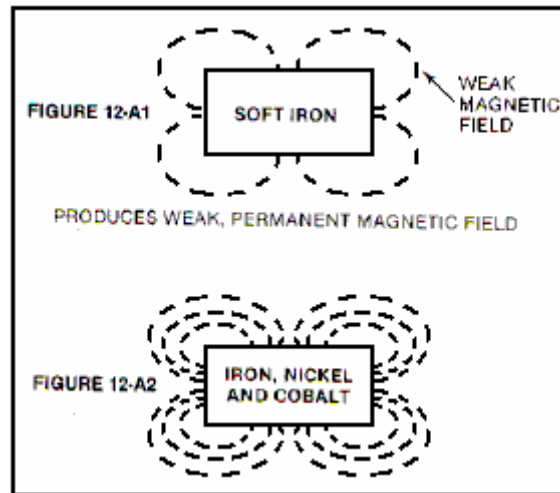 FIGURE 12-A1
SOFT IRON
WEAK
MAGNETIC
FIELD
PRODUCES WEAK, PERMANENT MAGNETIC FIELD
FIGURE 12-A2
IRON, NICKEL
AND COBALT